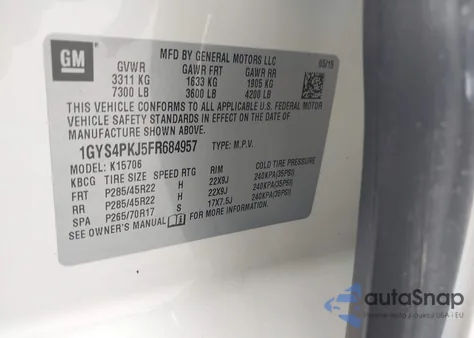 GM
MFD BY GENERAL MOTORS LLC 05/15
GVWR GAWR FRT GAWR RR
3311 KG 1633 KG 1905 KG
7300 LB 3600 LB 4200 LB
THIS VEHICLE CONFORMS TO ALL APPLICABLE U.S. FEDERAL MOTOR
VEHICLE SAFETY STANDARDS IN EFFECT ON THE DATE OF
MANUFACTURE SHOWN ABOVE.
1GYS4PKJ5FR684957 TYPE: M.P.V.
MODEL: K15706
KBCG TIRE SIZE SPEED RTG RIM COLD TIRE PRESSURE
FRT P285/45R22 H 22X9J 240KPA(35PSI)
RR P285/45R22 H 22X9J 240KPA(35PSI)
SPA P265/70R17 S 17X7.5J 240KPA(35PSI)
SEE OWNER'S MANUAL FOR MORE INFORMATION.
autoSnap
USA i EU